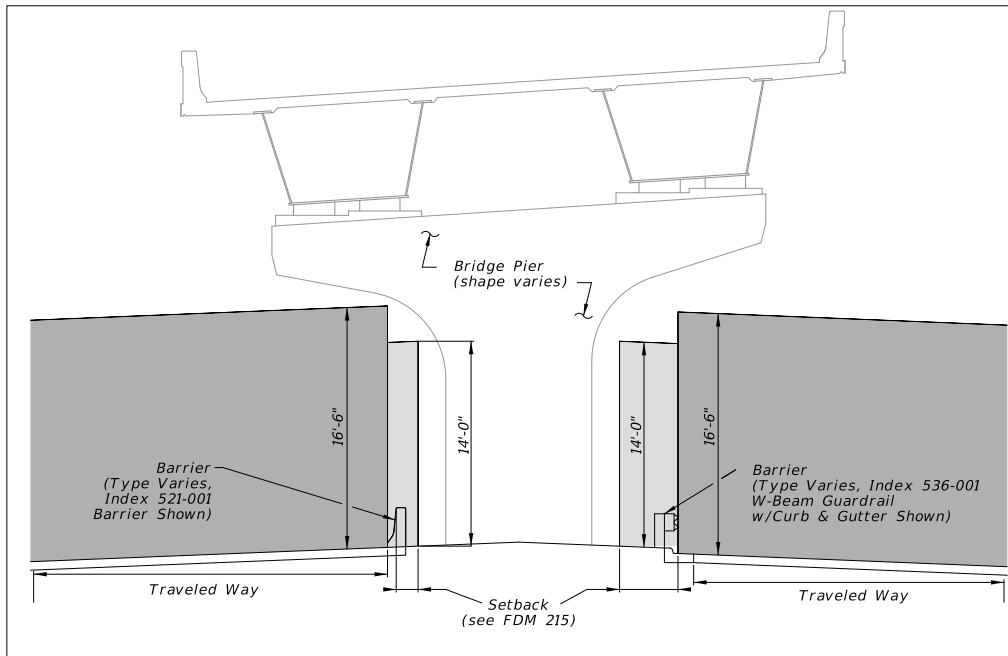 Bridge Pier
(shape varies)
16'-6"
14'-0"
14'-0"
16'-6"
Barrier
(Type Varies,
Index 521-001
Barrier Shown)
Barrier
(Type Varies, Index 536-001
W-Beam Guardrail
w/Curb & Gutter Shown)
Traveled Way
Setback
(see FDM 215)
Traveled Way